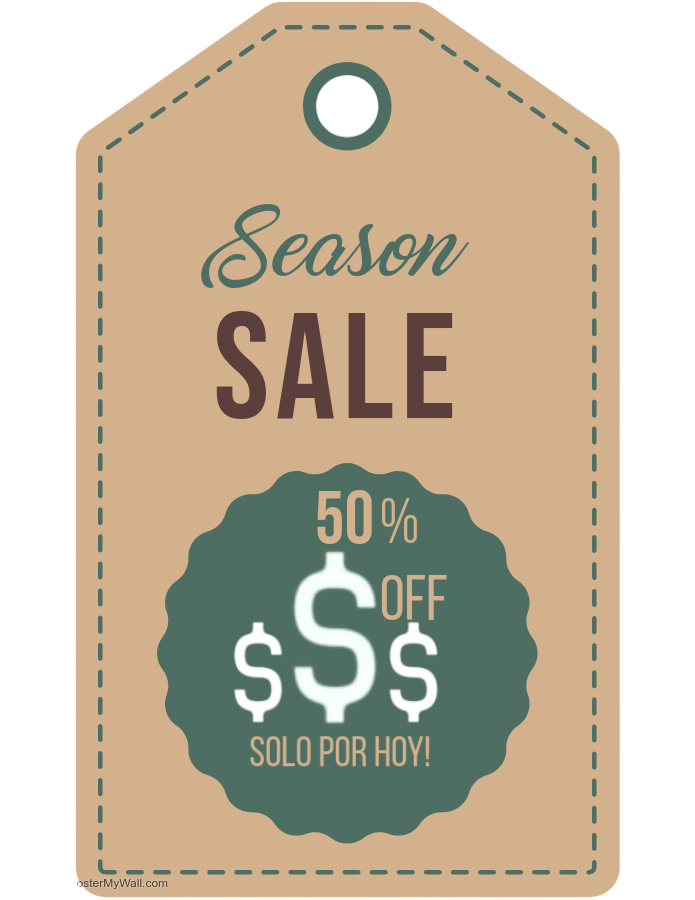 Season
SALE
50 %
$ $ $
OFF
SOLO POR HOY!
osterMyWall.com